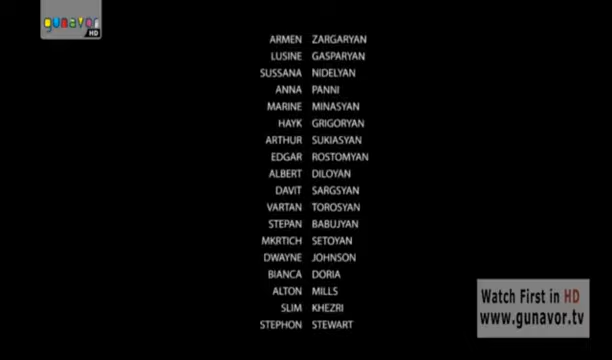 gunavor
HD
ARMEN ZARGARYAN
LUSINE GASPARYAN
SUSSANA NIDELYAN
ANNA PANNI
MARINE MINASYAN
HAYK GRIGORYAN
ARTHUR SUKIASYAN
EDGAR ROSTOMYAN
ALBERT DILOYAN
DAVIT SARGSYAN
VARTAN TOROSYAN
STEPAN BABUJYAN
MKRTICH SETOYAN
DWAYNE JOHNSON
BIANCA DORIA
ALTON MILLS
SLIM KHEZRI
STEPHON STEWART
Watch First in HD
www.gunavor.tv